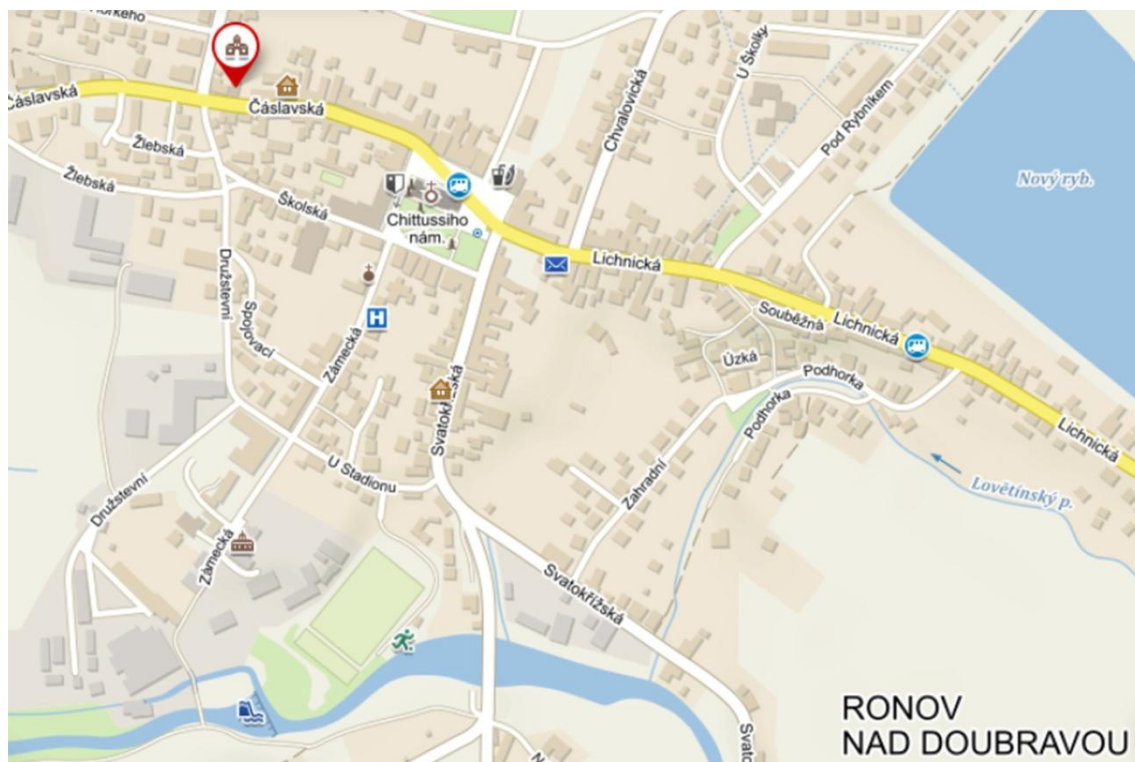 Čáslavská
Čáslavská
U Školky
Chvalovická
Pod Rybníkem
Žlebská
Žlebská
Školská
Nový ryb.
Chittussiho
nám.
Lichnická
Družstevní
Spojovací
Zámecká
H
Souběžná
Lichnická
Úzká
Podhorka
Podhorka
Svatokřížská
Lichnická
U Stadionu
Zahradní
Družstevní
Lovětínský p.
Zámecká
Svatokřížská
RONOV
NAD DOUBRAVOU